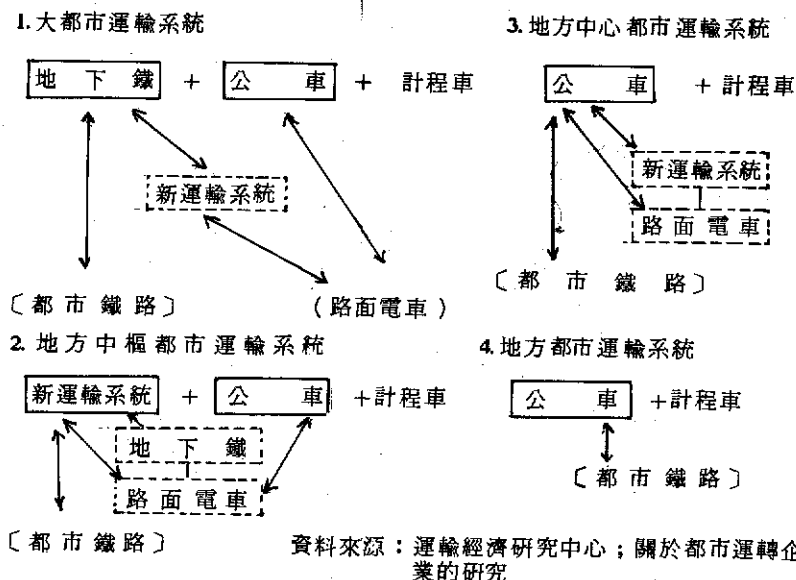 1.大都市運輸系統
地下鐵 + 公車 + 計程車
新運輸系統
〔都市鐵路〕 (路面電車)
2.地方中樞都市運輸系統
新運輸系統 + 公車 +計程車
地下鐵
路面電車
〔都市鐵路〕
3.地方中心都市運輸系統
公車 +計程車
新運輸系統
路面電車
〔都市鐵路〕
4.地方都市運輸系統
公車 +計程車
〔都市鐵路〕
資料來源：運輸經濟研究中心；關於都市運轉企
業的研究